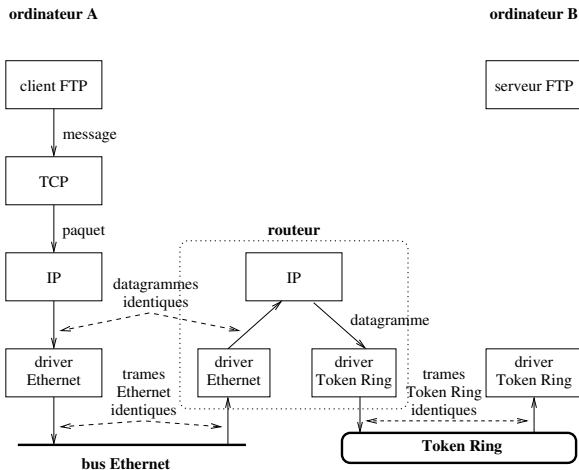 ordinateur A
ordinateur B
client FTP
serveur FTP
message
TCP
paquet
routeur
IP
IP
datagrammes
identiques
datagramme
driver
Ethernet
trames
Ethernet
identiques
driver
Ethernet
driver
Token Ring
trames
Token Ring
identiques
driver
Token Ring
bus Ethernet
Token Ring